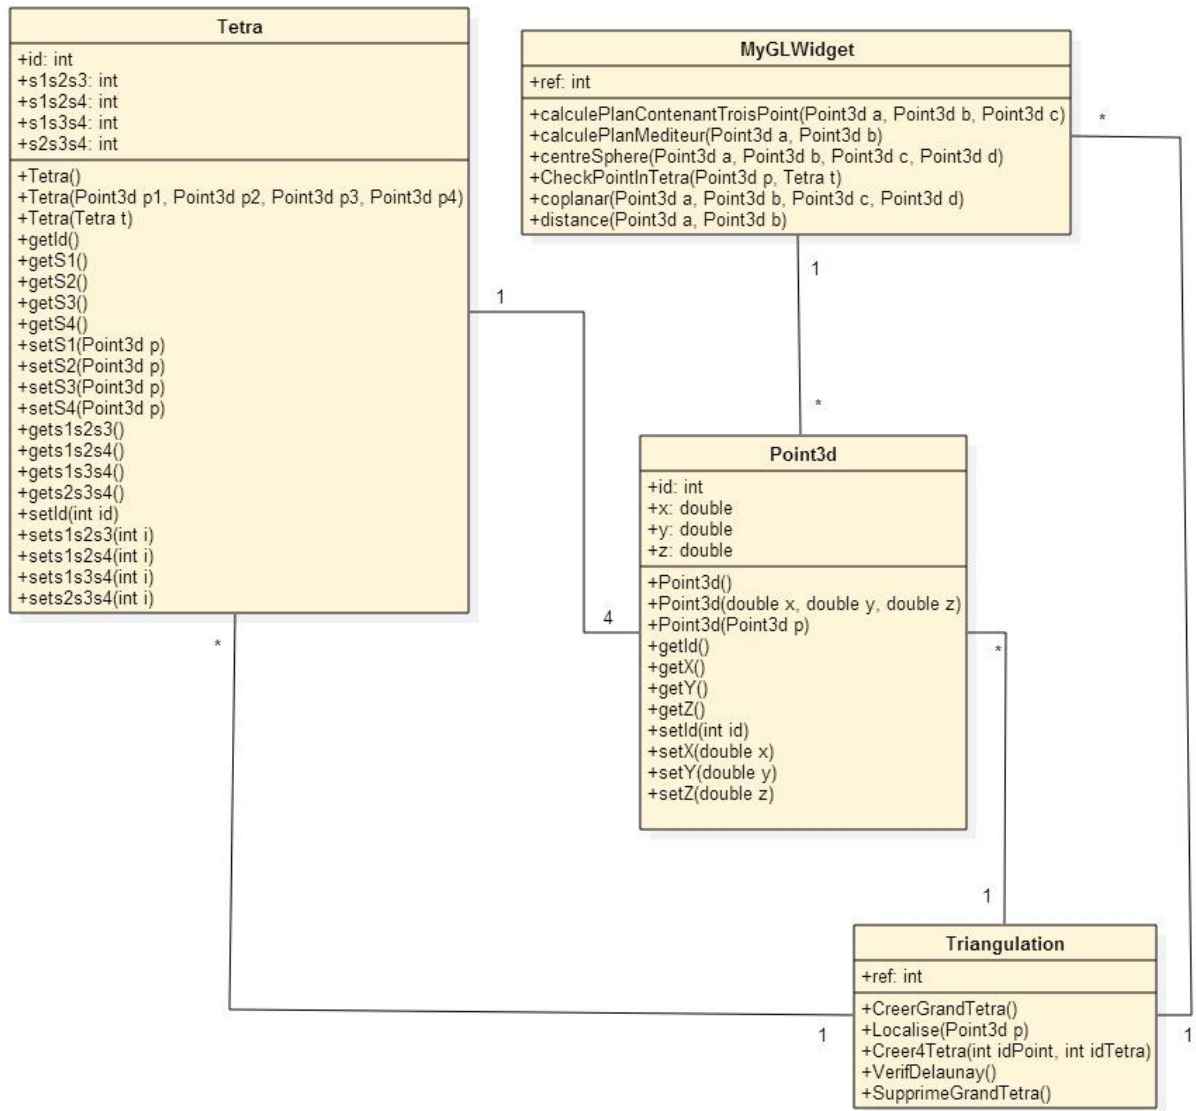 Tetra
+id: int
+s1s2s3: int
+s1s2s4: int
+s1s3s4: int
+s2s3s4: int
+Tetra()
+Tetra(Point3d p1, Point3d p2, Point3d p3, Point3d p4)
+Tetra(Tetra t)
+getId()
+getS1()
+getS2()
+getS3()
+getS4()
+setS1(Point3d p)
+setS2(Point3d p)
+setS3(Point3d p)
+setS4(Point3d p)
+gets1s2s3()
+gets1s2s4()
+gets1s3s4()
+gets2s3s4()
+setId(int id)
+sets1s2s3(int i)
+sets1s2s4(int i)
+sets1s3s4(int i)
+sets2s3s4(int i)
MyGLWidget
+ref: int
+calculePlanContenantTroisPoint(Point3d a, Point3d b, Point3d c)
+calculePlanMediteur(Point3d a, Point3d b)
+centreSphere(Point3d a, Point3d b, Point3d c, Point3d d)
+CheckPointInTetra(Point3d p, Tetra t)
+coplanar(Point3d a, Point3d b, Point3d c, Point3d d)
+distance(Point3d a, Point3d b)
*
1
1
*
Point3d
+id: int
+x: double
+y: double
+z: double
+Point3d()
+Point3d(double x, double y, double z)
+Point3d(Point3d p)
+getId()
+getX()
+getY()
+getZ()
+setId(int id)
+setX(double x)
+setY(double y)
+setZ(double z)
4
*
*
1
Triangulation
+ref: int
+CreerGrandTetra()
+Localise(Point3d p)
+Creer4Tetra(int idPoint, int idTetra)
+VerifDelaunay()
+SupprimeGrandTetra()
1
1